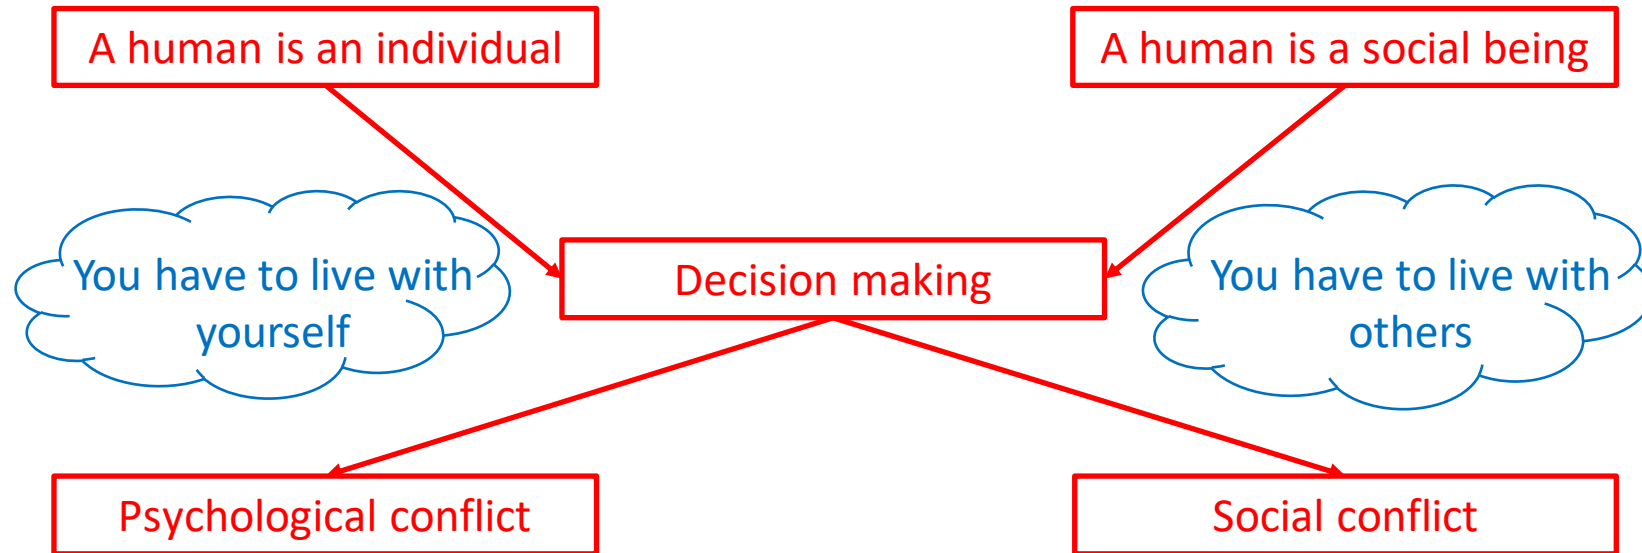 A human is an individual
A human is a social being
You have to live with
yourself
Decision making
You have to live with
others
Psychological conflict
Social conflict